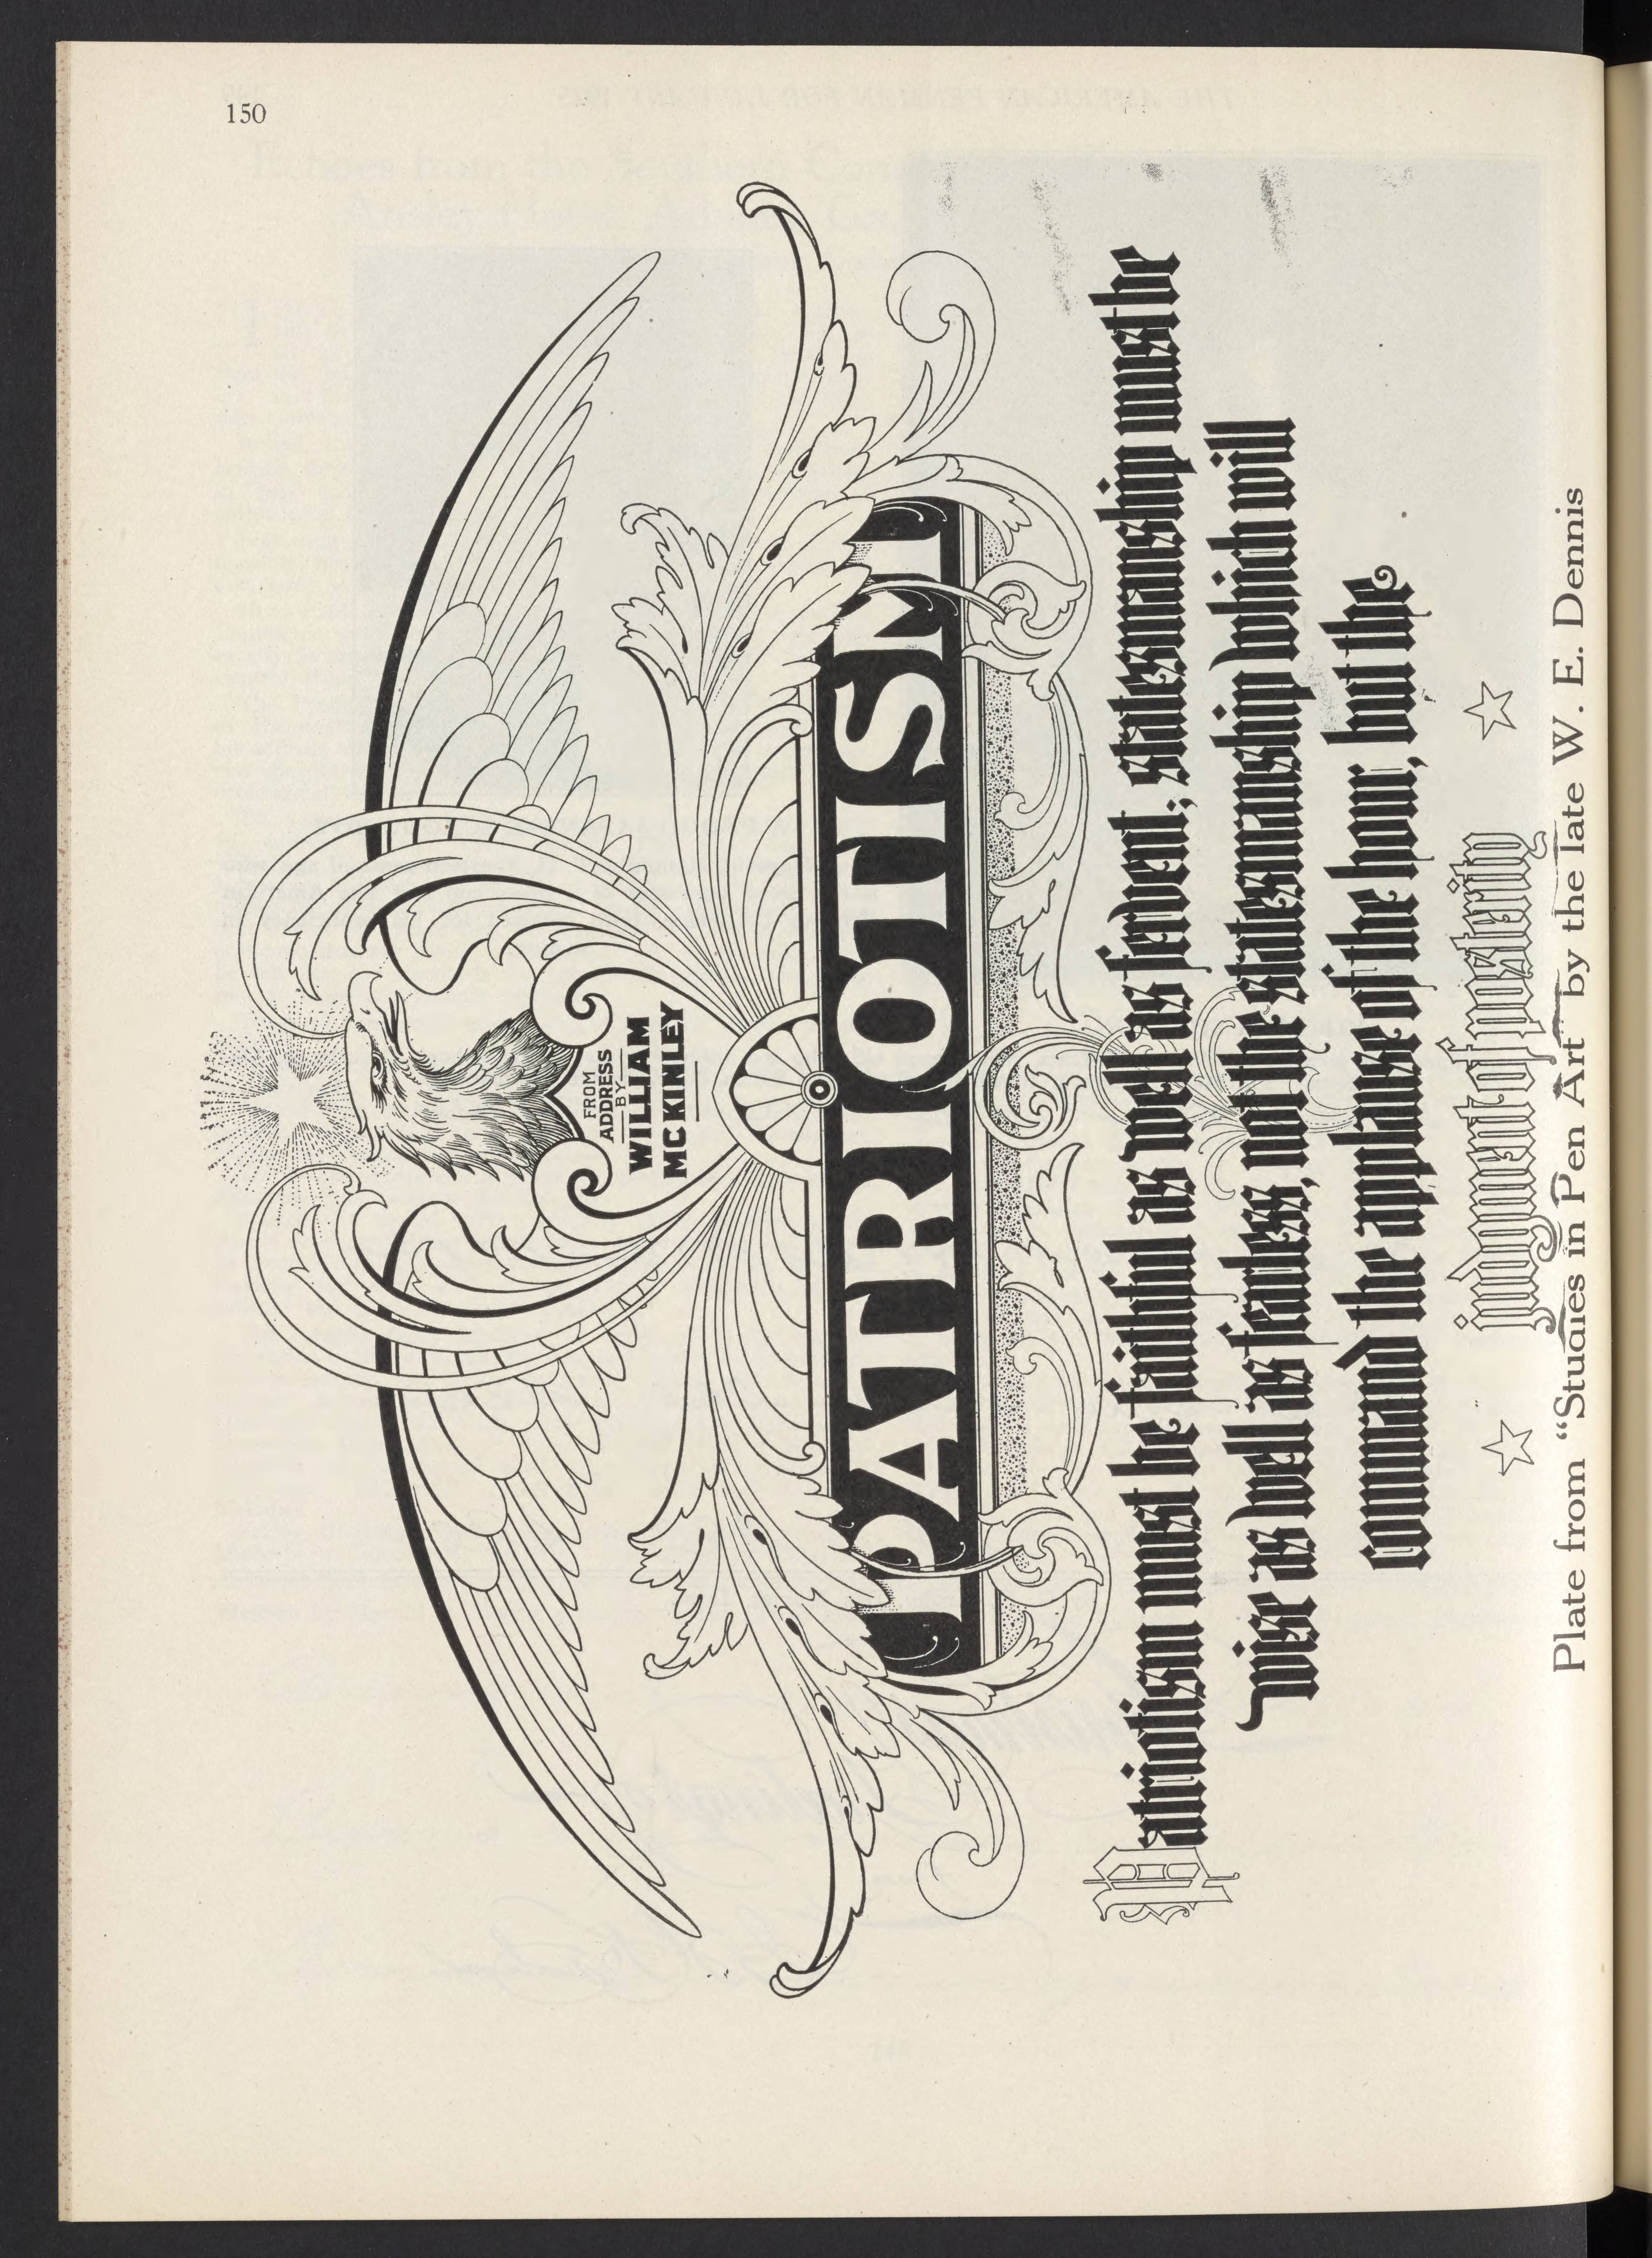 150
FROM
ADDRESS
BY
WILLIAM
MC KINLEY
PATRIOTISM
Patriotism must be faithful as well as fervent; statesmanship must be
wise as well as fearless, not the statesmanship which will
command the applause of the hour, but the
judgment of posterity
Plate from "Studies in Pen Art" by the late W. E. Dennis